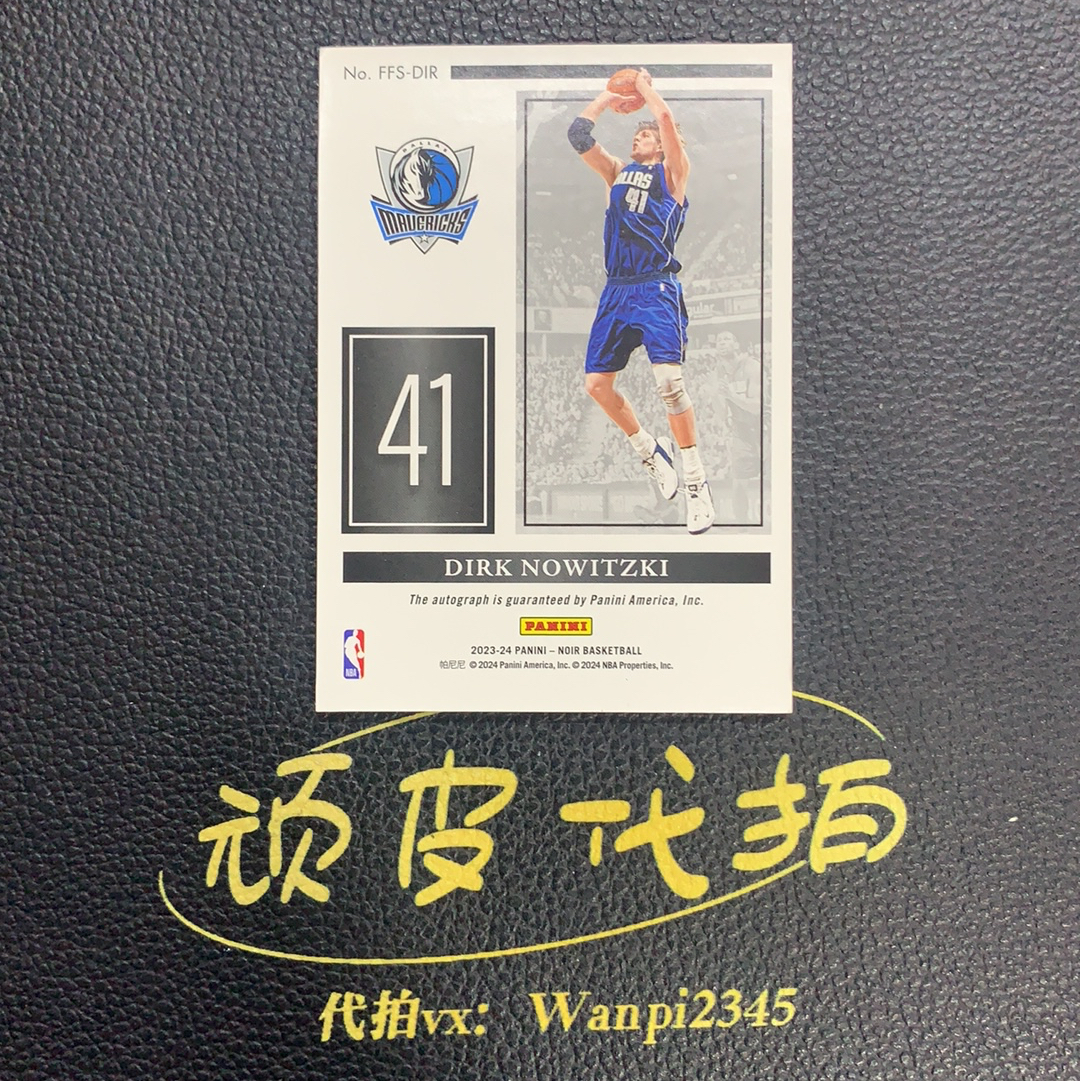 No. FFS-DIR
DALLAS
MAVERICKS
41
DIRK NOWITZKI
The autograph is guaranteed by Panini America, Inc.
PANINI
2023-24 PANINI – NOIR BASKETBALL
帕尼尼 © 2024 Panini America, Inc. © 2024 NBA Properties, Inc.
NBA
顽皮代拍
代拍vx: Wanpi2345